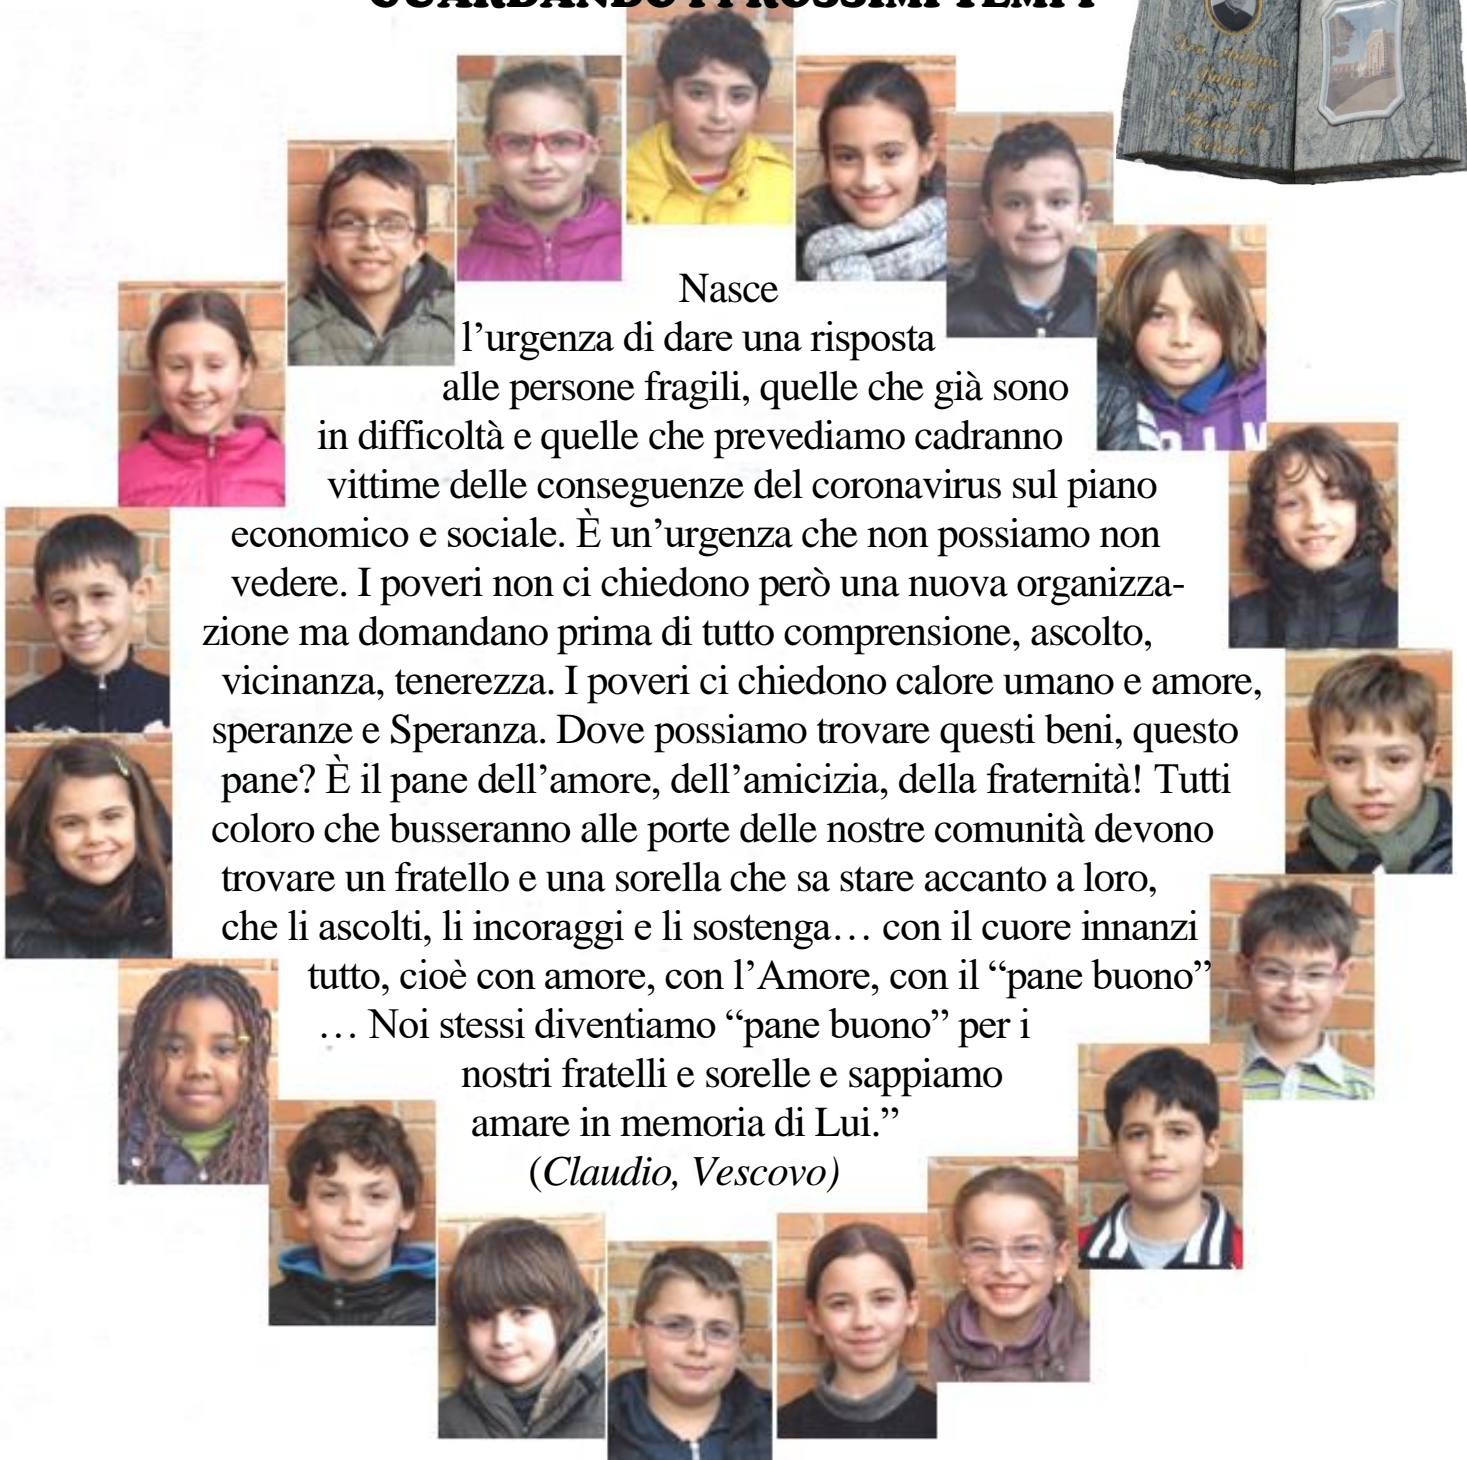 GUARDANDO I PROSSIMI TEMPI
Nasce
l’urgenza di dare una risposta
alle persone fragili, quelle che già sono
in difficoltà e quelle che prevediamo cadranno
vittime delle conseguenze del coronavirus sul piano
economico e sociale. È un’urgenza che non possiamo non
vedere. I poveri non ci chiedono però una nuova organizza-
zione ma domandano prima di tutto comprensione, ascolto,
vicinanza, tenerezza. I poveri ci chiedono calore umano e amore,
speranze e Speranza. Dove possiamo trovare questi beni, questo
pane? È il pane dell’amore, dell’amicizia, della fraternità! Tutti
coloro che busseranno alle porte delle nostre comunità devono
trovare un fratello e una sorella che sa stare accanto a loro,
che li ascolti, li incoraggi e li sostenga… con il cuore innanzi
tutto, cioè con amore, con l’Amore, con il “pane buono”
… Noi stessi diventiamo “pane buono” per i
nostri fratelli e sorelle e sappiamo
amare in memoria di Lui.”
(Claudio, Vescovo)